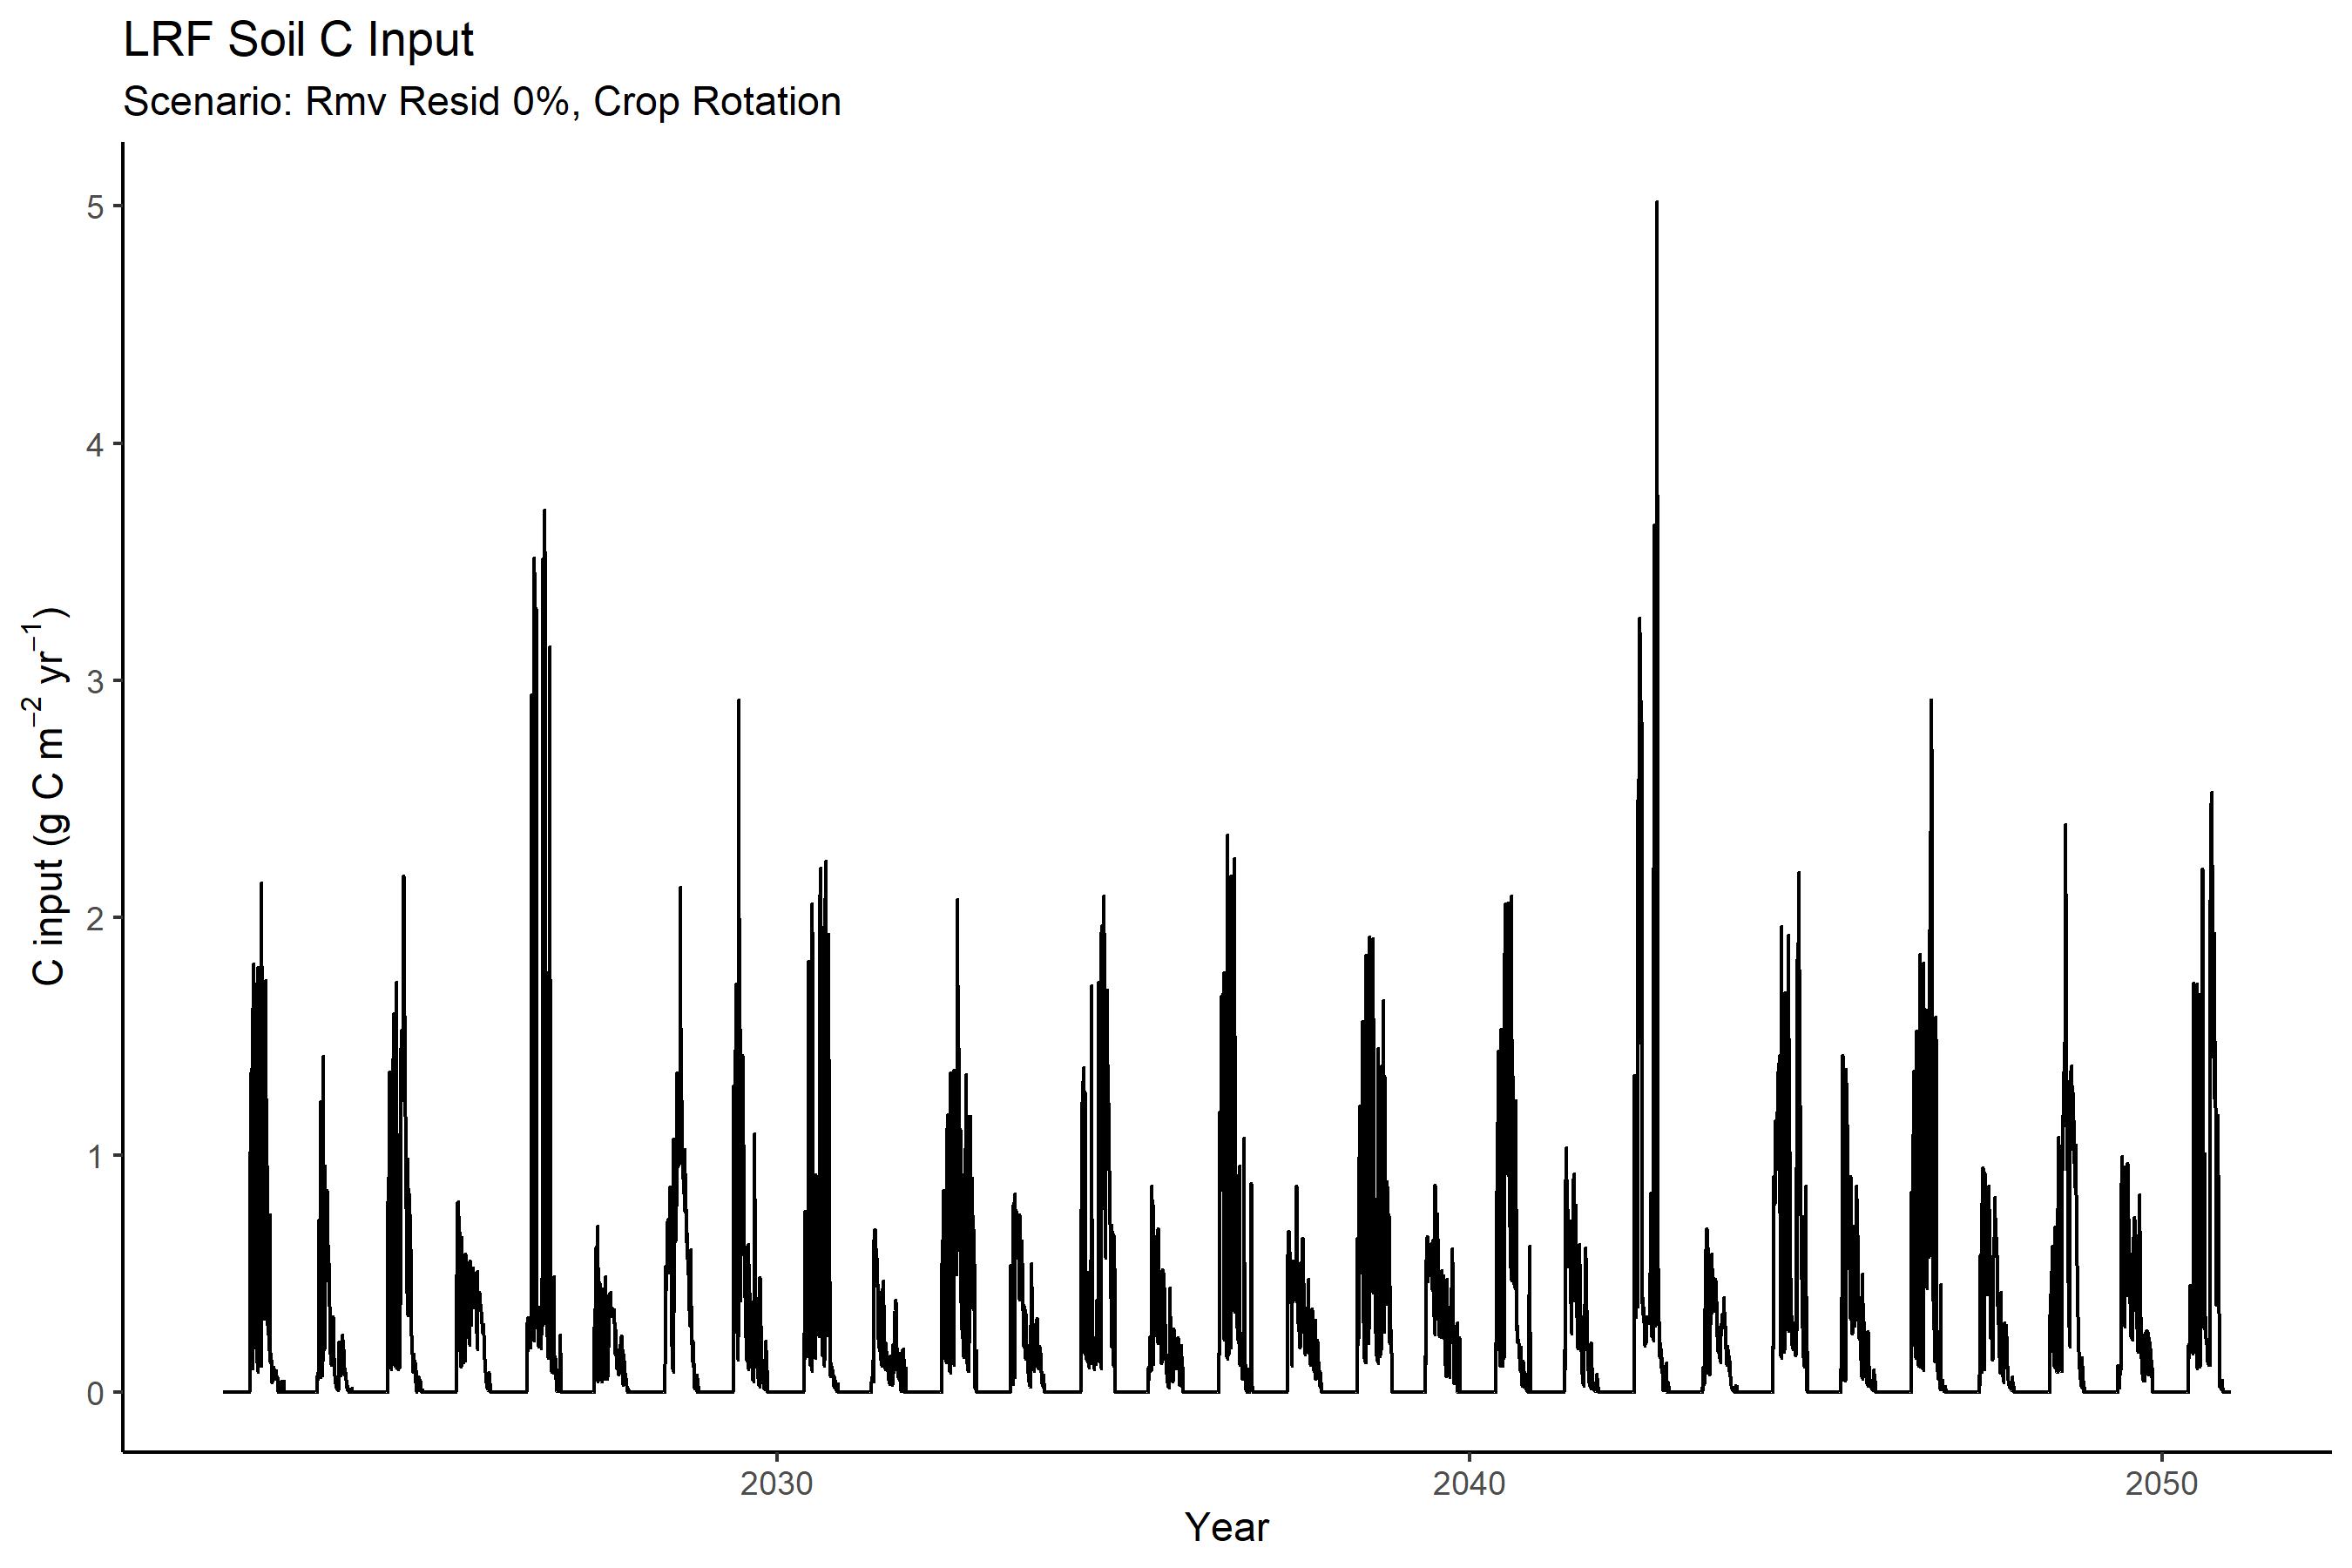 LRF Soil C Input
Scenario: Rmv Resid 0%, Crop Rotation
C input (g C m⁻² yr⁻¹)
5
4
3
2
1
0
2030
2040
2050
Year